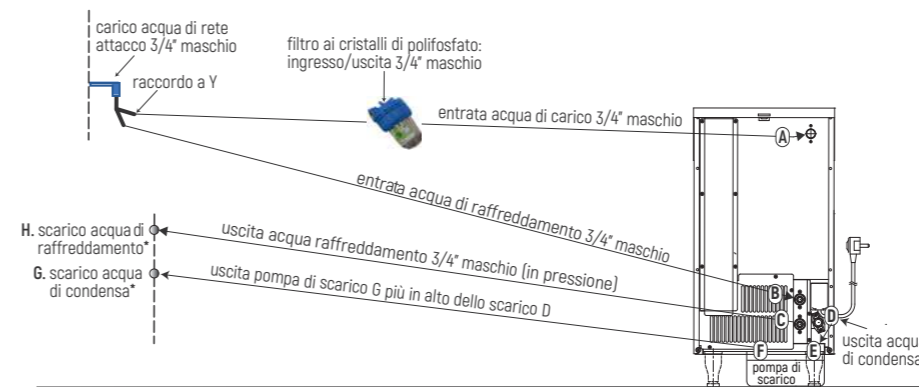 carico acqua di rete
attacco 3/4" maschio
raccordo a Y
filtro ai cristalli di polifosfato:
ingresso/uscita 3/4" maschio
entrata acqua di carico 3/4" maschio
A
entrata acqua di raffreddamento 3/4" maschio
H. scarico acqua di
raffreddamento*
uscita acqua raffreddamento 3/4" maschio (in pressione)
G. scarico acqua
di condensa*
uscita pompa di scarico G più in alto dello scarico D
B
C
D
E
F
uscita acqu
di condensa
pompa di
scarico